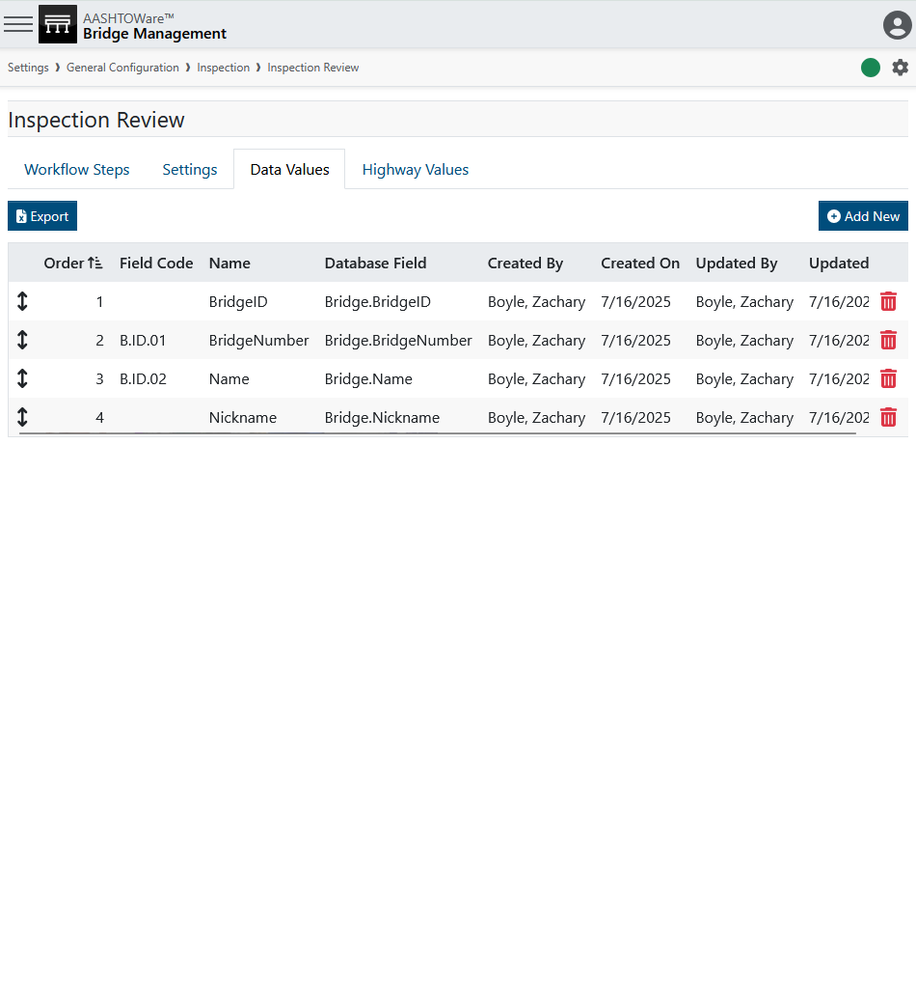 AASHTOWare™
Bridge Management
Settings ❯ General Configuration ❯ Inspection ❯ Inspection Review
Inspection Review
Workflow Steps Settings Data Values Highway Values
Export Add New
Order Field Code Name Database Field Created By Created On Updated By Updated
1 BridgeID Bridge.BridgeID Boyle, Zachary 7/16/2025 Boyle, Zachary 7/16/202
2 B.ID.01 BridgeNumber Bridge.BridgeNumber Boyle, Zachary 7/16/2025 Boyle, Zachary 7/16/202
3 B.ID.02 Name Bridge.Name Boyle, Zachary 7/16/2025 Boyle, Zachary 7/16/202
4 Nickname Bridge.Nickname Boyle, Zachary 7/16/2025 Boyle, Zachary 7/16/202